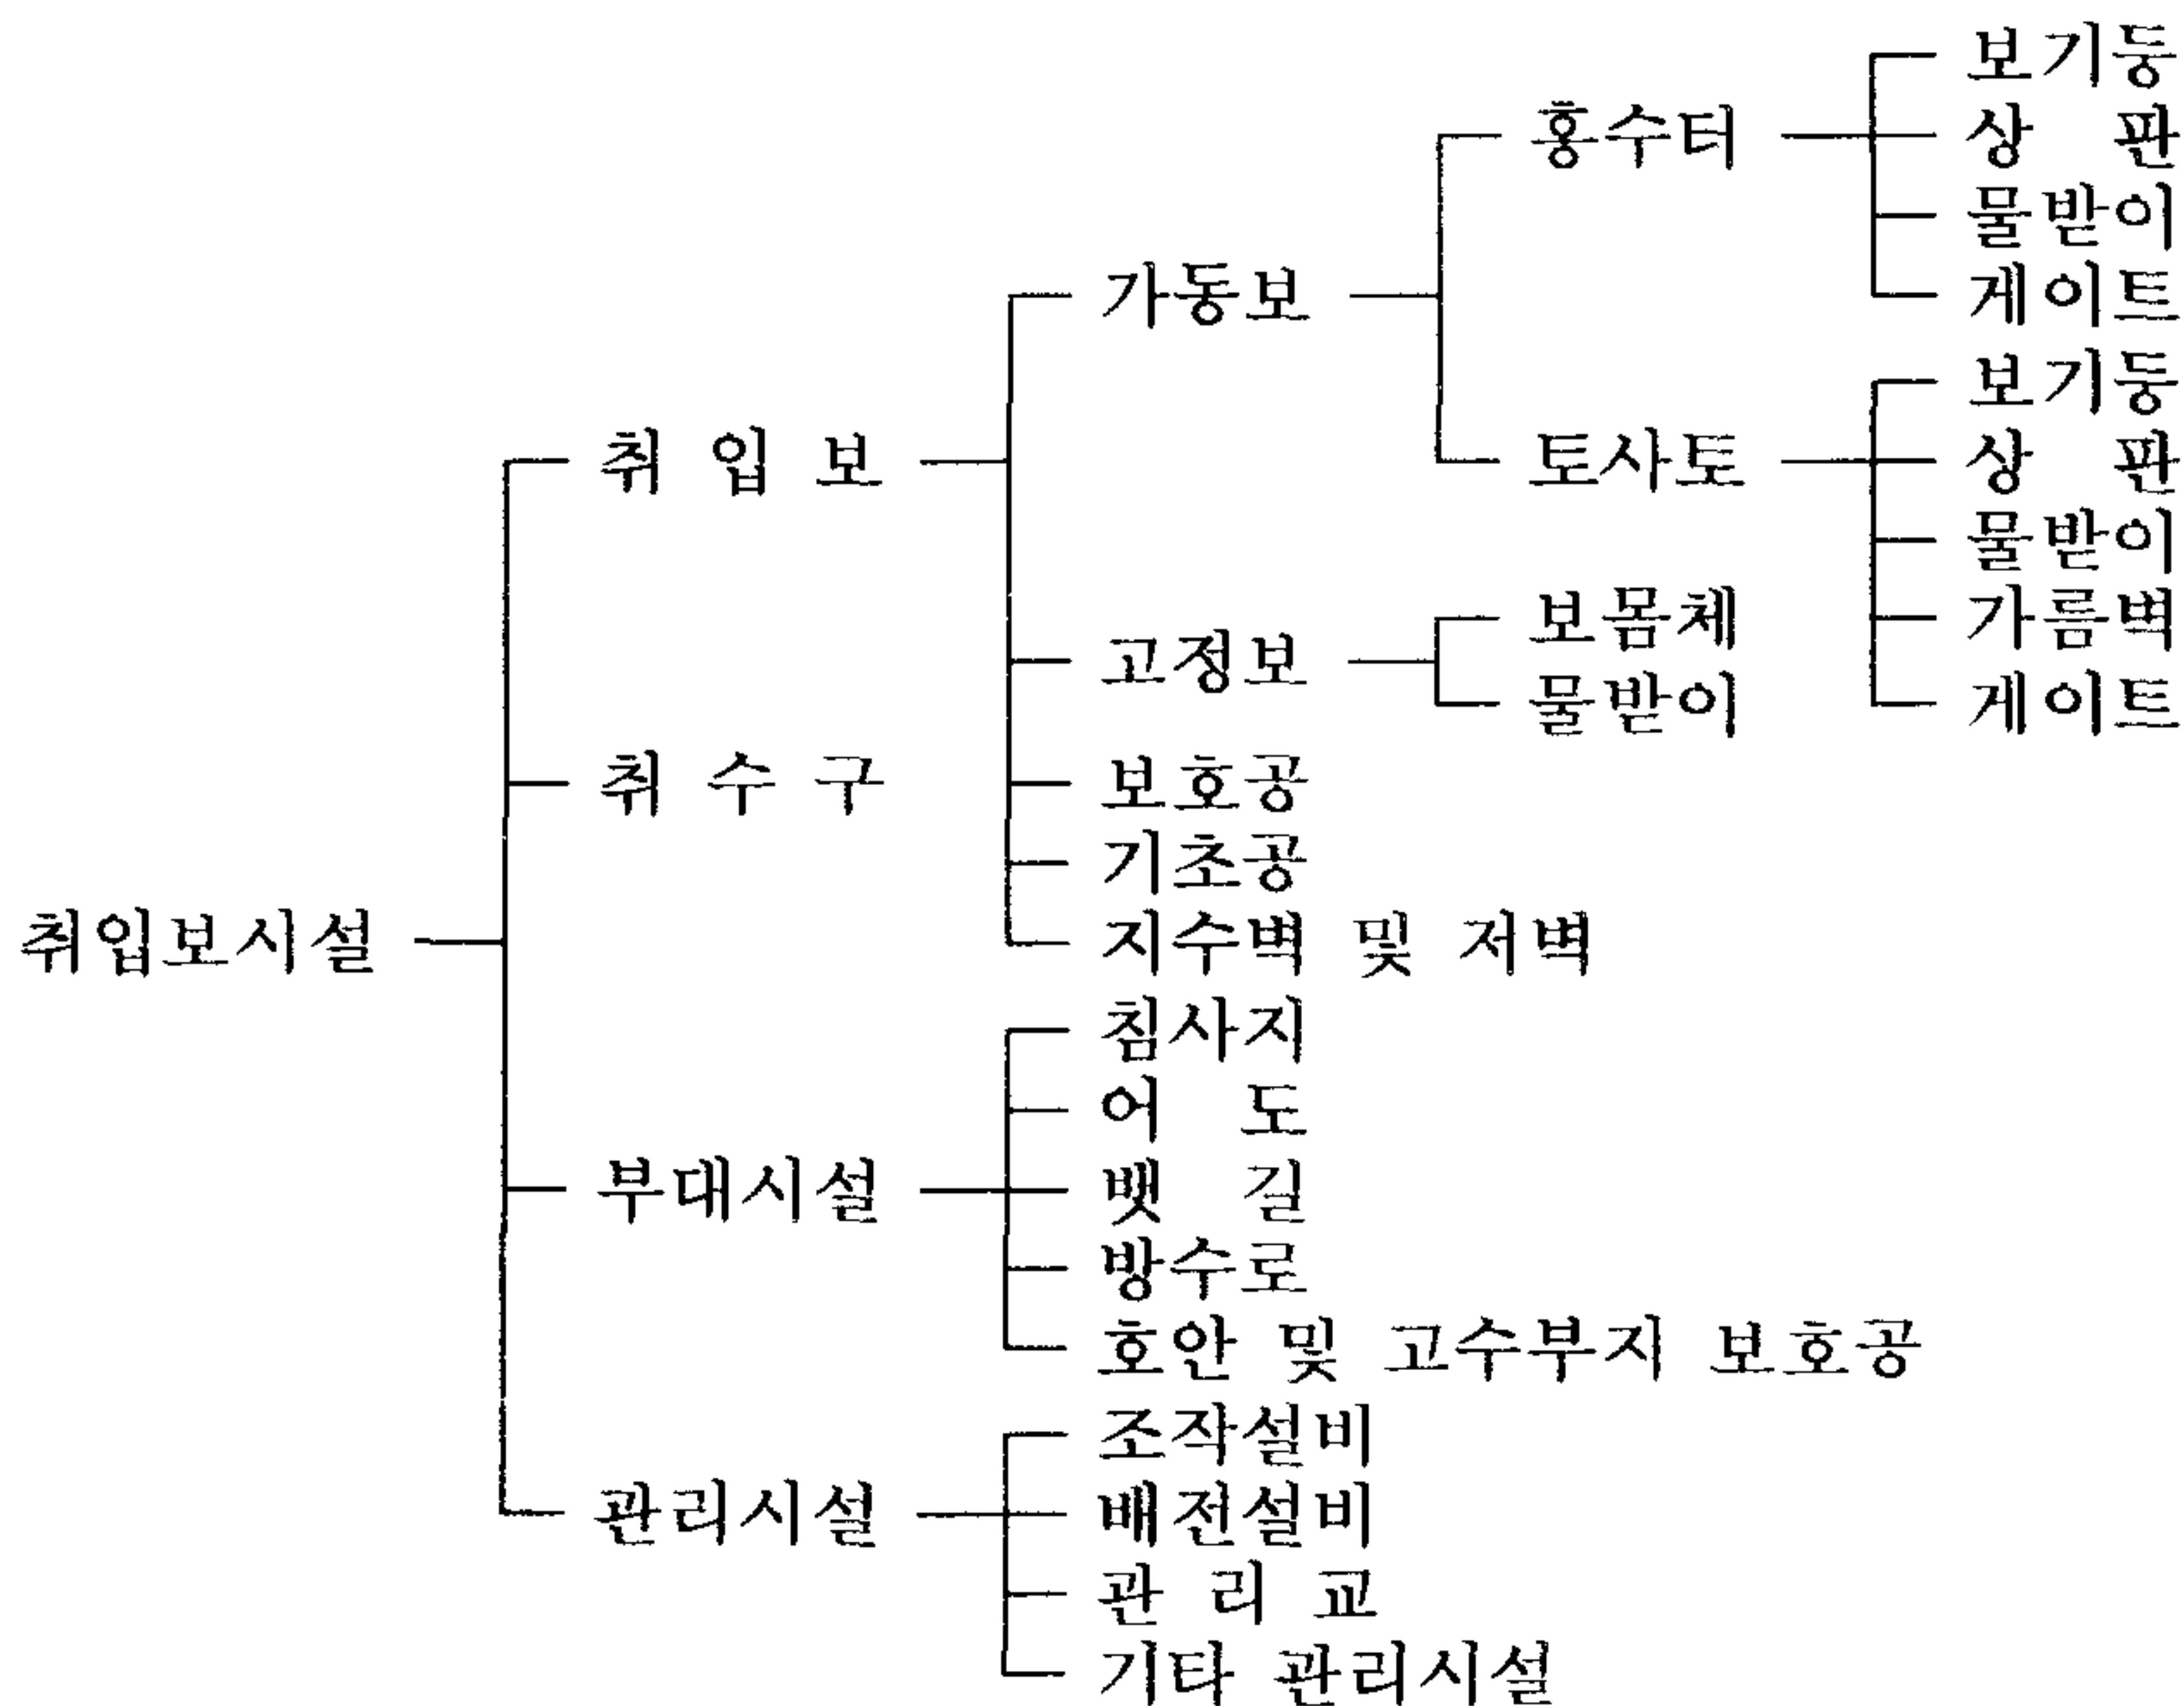 보기둥
홍수터
상 판
물받이
가동보
게이트
보기둥
취 입 보
토사토
상 판
물받이
보몸체
가름벽
고정보
물받이
게이트
취 수 구
보호공
기초공
취입보시설
지수벽 및 저벽
침사지
어 도
부대시설
뱃 길
방수로
호안 및 고수부지 보호공
조작설비
관리시설
배전설비
관 리 교
기타 관리시설